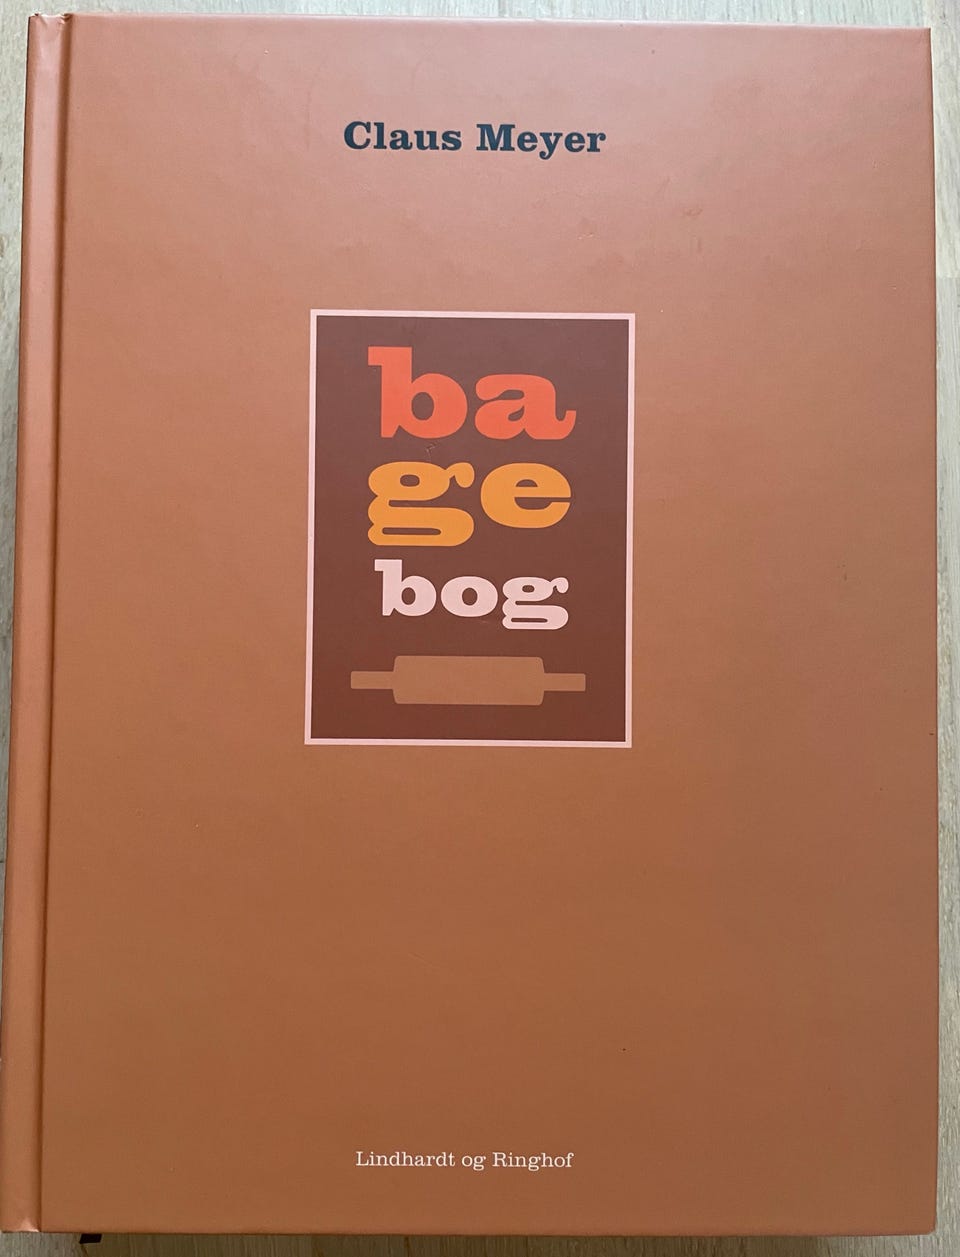 Claus Meyer
ba
ge
bog
Lindhardt og Ringhof